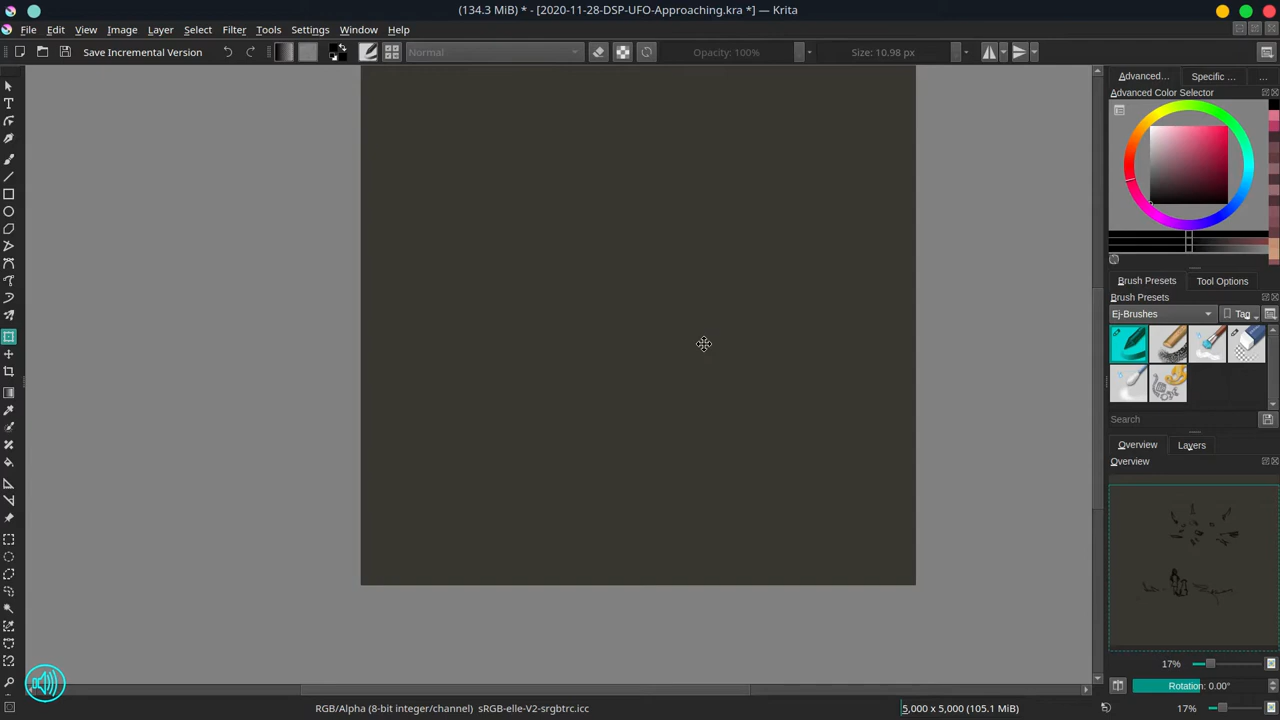 (134.3 MiB) * - [2020-11-28-DSP-UFO-Approaching.kra *] — Krita
File Edit View Image Layer Select Filter Tools Settings Window Help
Save Incremental Version
Normal
Opacity: 100%
Size: 10.98 px
Advanced... Specific ... ...
Advanced Color Selector
Brush Presets Tool Options
Brush Presets
Ej-Brushes
Tag
Search
Overview Layers
Overview
17%
Rotation: 0.00°
RGB/Alpha (8-bit integer/channel) sRGB-elle-V2-srgbtrc.icc
5,000 x 5,000 (105.1 MiB)
17%